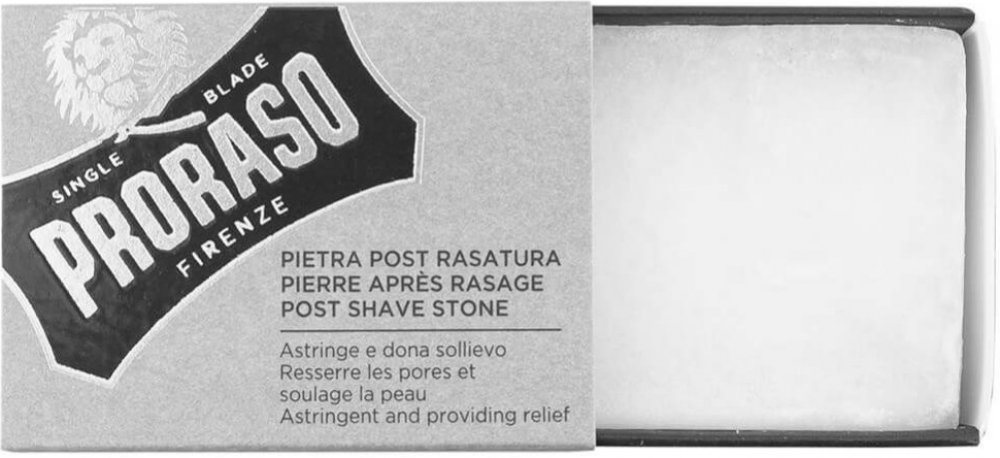 SINGLE BLADE
PRORASO
FIRENZE
PIETRA POST RASATURA
PIERRE APRÈS RASAGE
POST SHAVE STONE
Astringe e dona sollievo
Resserre les pores et
soulage la peau
Astringent and providing relief